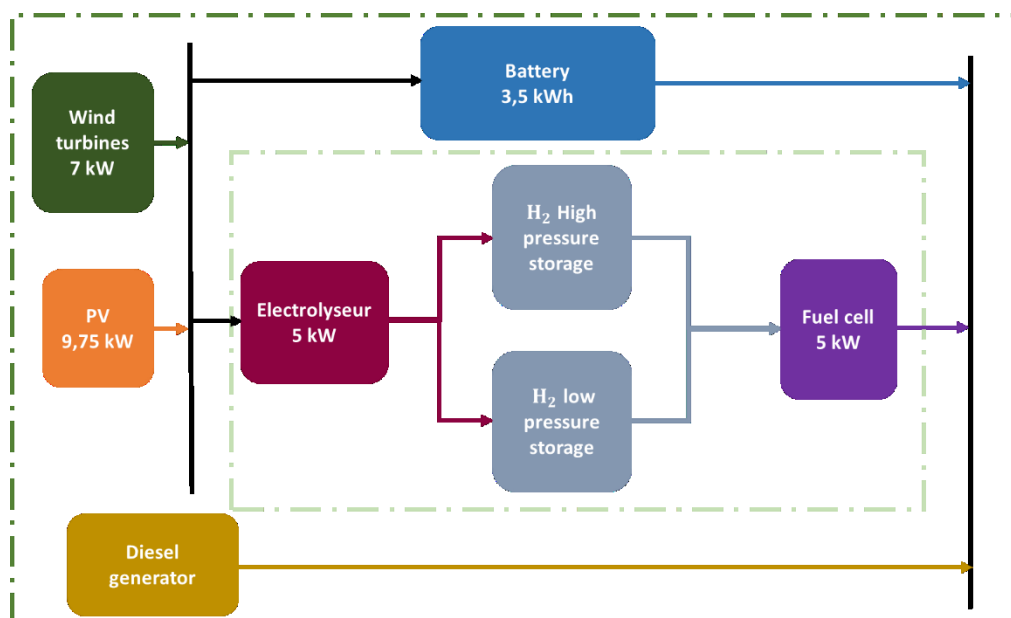 Battery
3,5 kWh
Wind
turbines
7 kW
H₂ High
pressure
storage
PV
9,75 kW
Electrolyseur
5 kW
Fuel cell
5 kW
H₂ low
pressure
storage
Diesel
generator